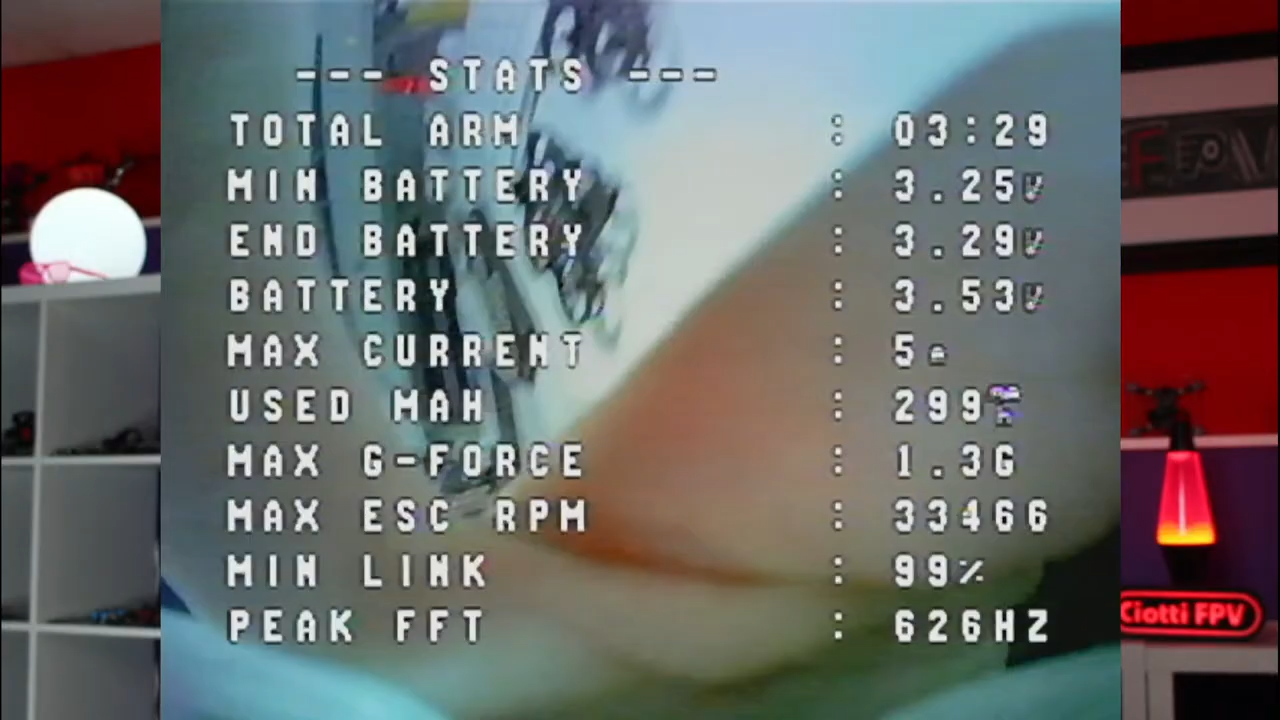 --- STATS ---
TOTAL ARM : 03:29
MIN BATTERY : 3.25V
END BATTERY : 3.29V
BATTERY : 3.53V
MAX CURRENT : 5A
USED MAH : 299
MAX G-FORCE : 1.3G
MAX ESC RPM : 33466
MIN LINK : 99%
PEAK FFT : 626HZ
FPV
Ciotti FPV